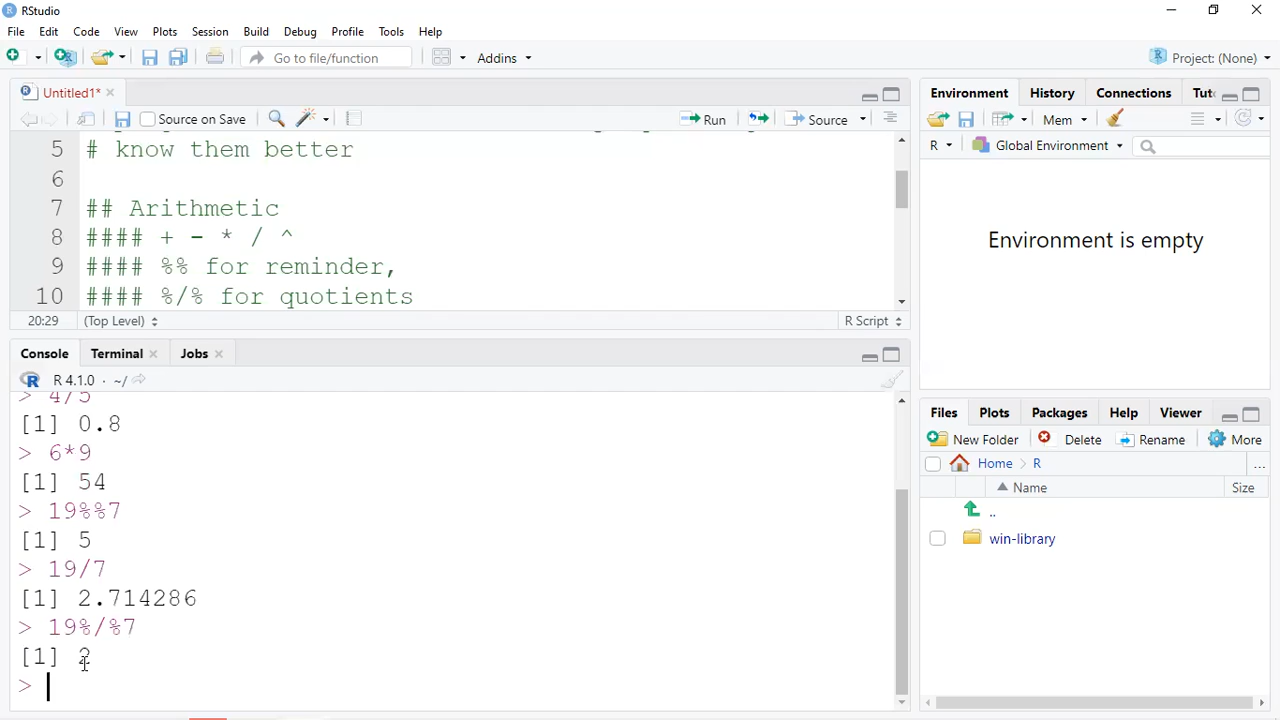 RStudio
File Edit Code View Plots Session Build Debug Profile Tools Help
Go to file/function Addins Project: (None)
Untitled1*
Source on Save Run Source
5 # know them better
6
7 ## Arithmetic
8 #### + - * / ^
9 #### %% for reminder,
10 #### %/% for quotients
20:29 (Top Level) R Script
Console Terminal Jobs
R 4.1.0 · ~/
> 4/5
[1] 0.8
> 6*9
[1] 54
> 19%%7
[1] 5
> 19/7
[1] 2.714286
> 19%/%7
[1] 2
>
Environment History Connections Tut
Mem
R Global Environment
Environment is empty
Files Plots Packages Help Viewer
New Folder Delete Rename More
Home R ...
Name Size
..
win-library